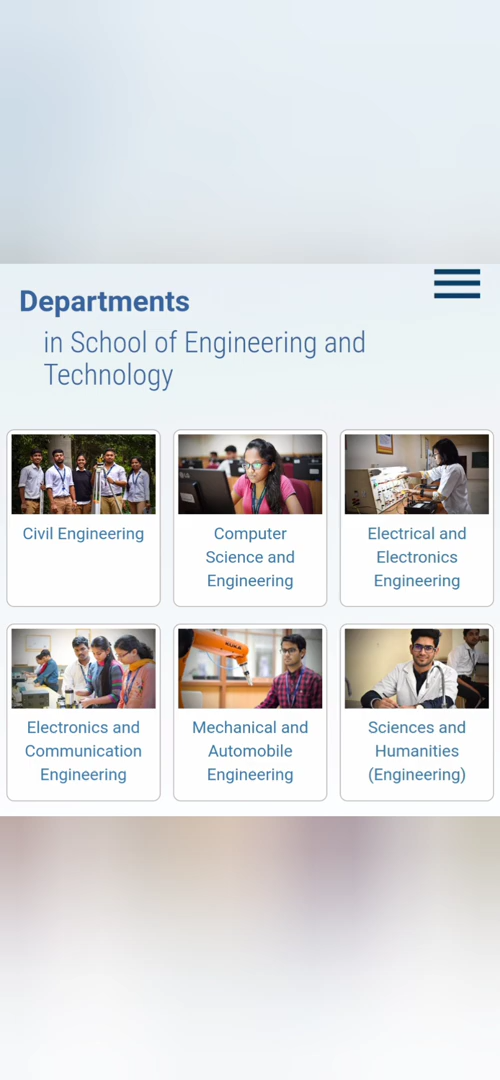 Departments
in School of Engineering and
Technology
Civil Engineering
Computer
Science and
Engineering
Electrical and
Electronics
Engineering
KUKA
Electronics and
Communication
Engineering
Mechanical and
Automobile
Engineering
Sciences and
Humanities
(Engineering)